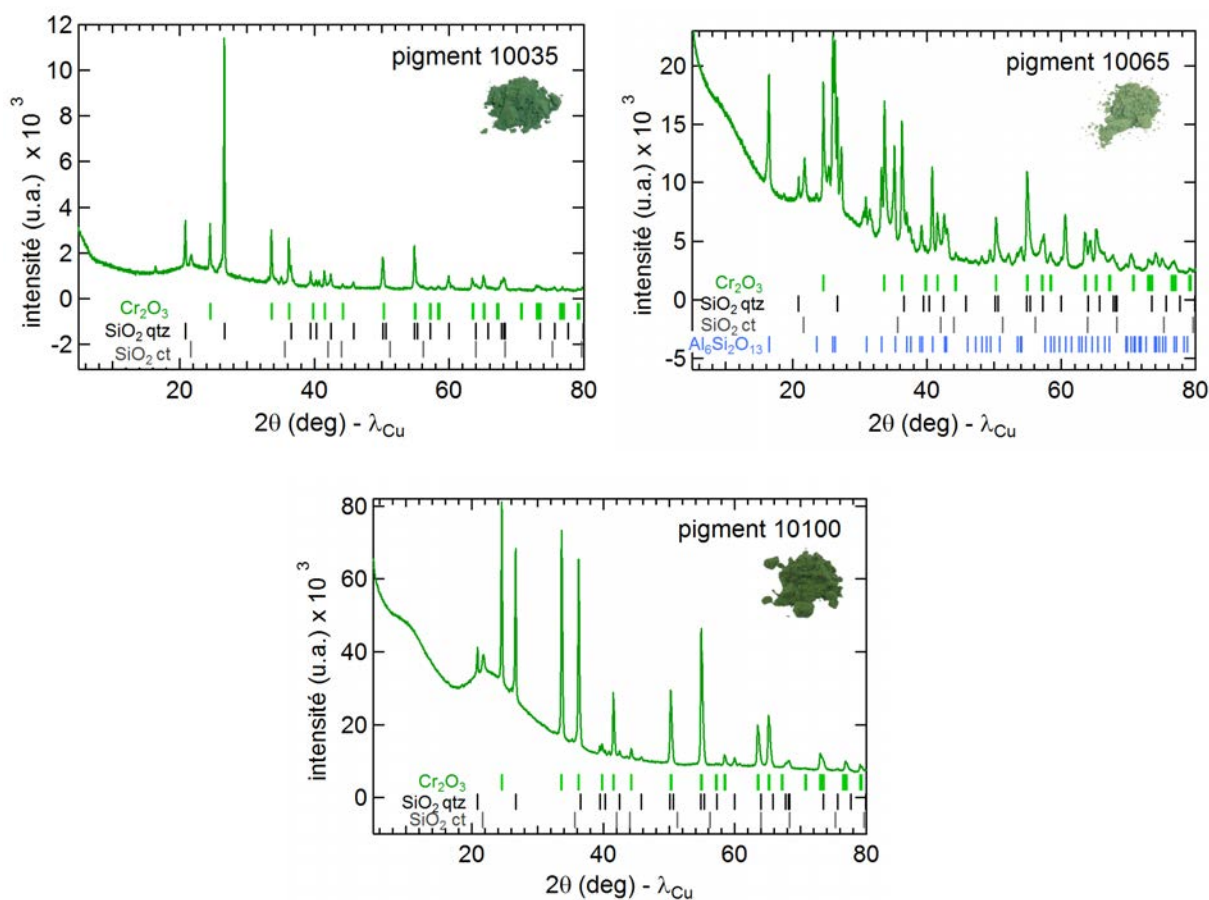 pigment 10035
intensité (u.a.) x 10³
12
10
8
6
4
2
0
-2
Cr₂O₃
SiO₂ qtz
SiO₂ ct
20 40 60 80
2θ (deg) - λCu
pigment 10065
intensité (u.a.) x 10³
20
15
10
5
0
-5
Cr₂O₃
SiO₂ qtz
SiO₂ ct
Al₆Si₂O₁₃
20 40 60 80
2θ (deg) - λCu
pigment 10100
intensité (u.a.) x 10³
80
60
40
20
0
Cr₂O₃
SiO₂ qtz
SiO₂ ct
20 40 60 80
2θ (deg) - λCu